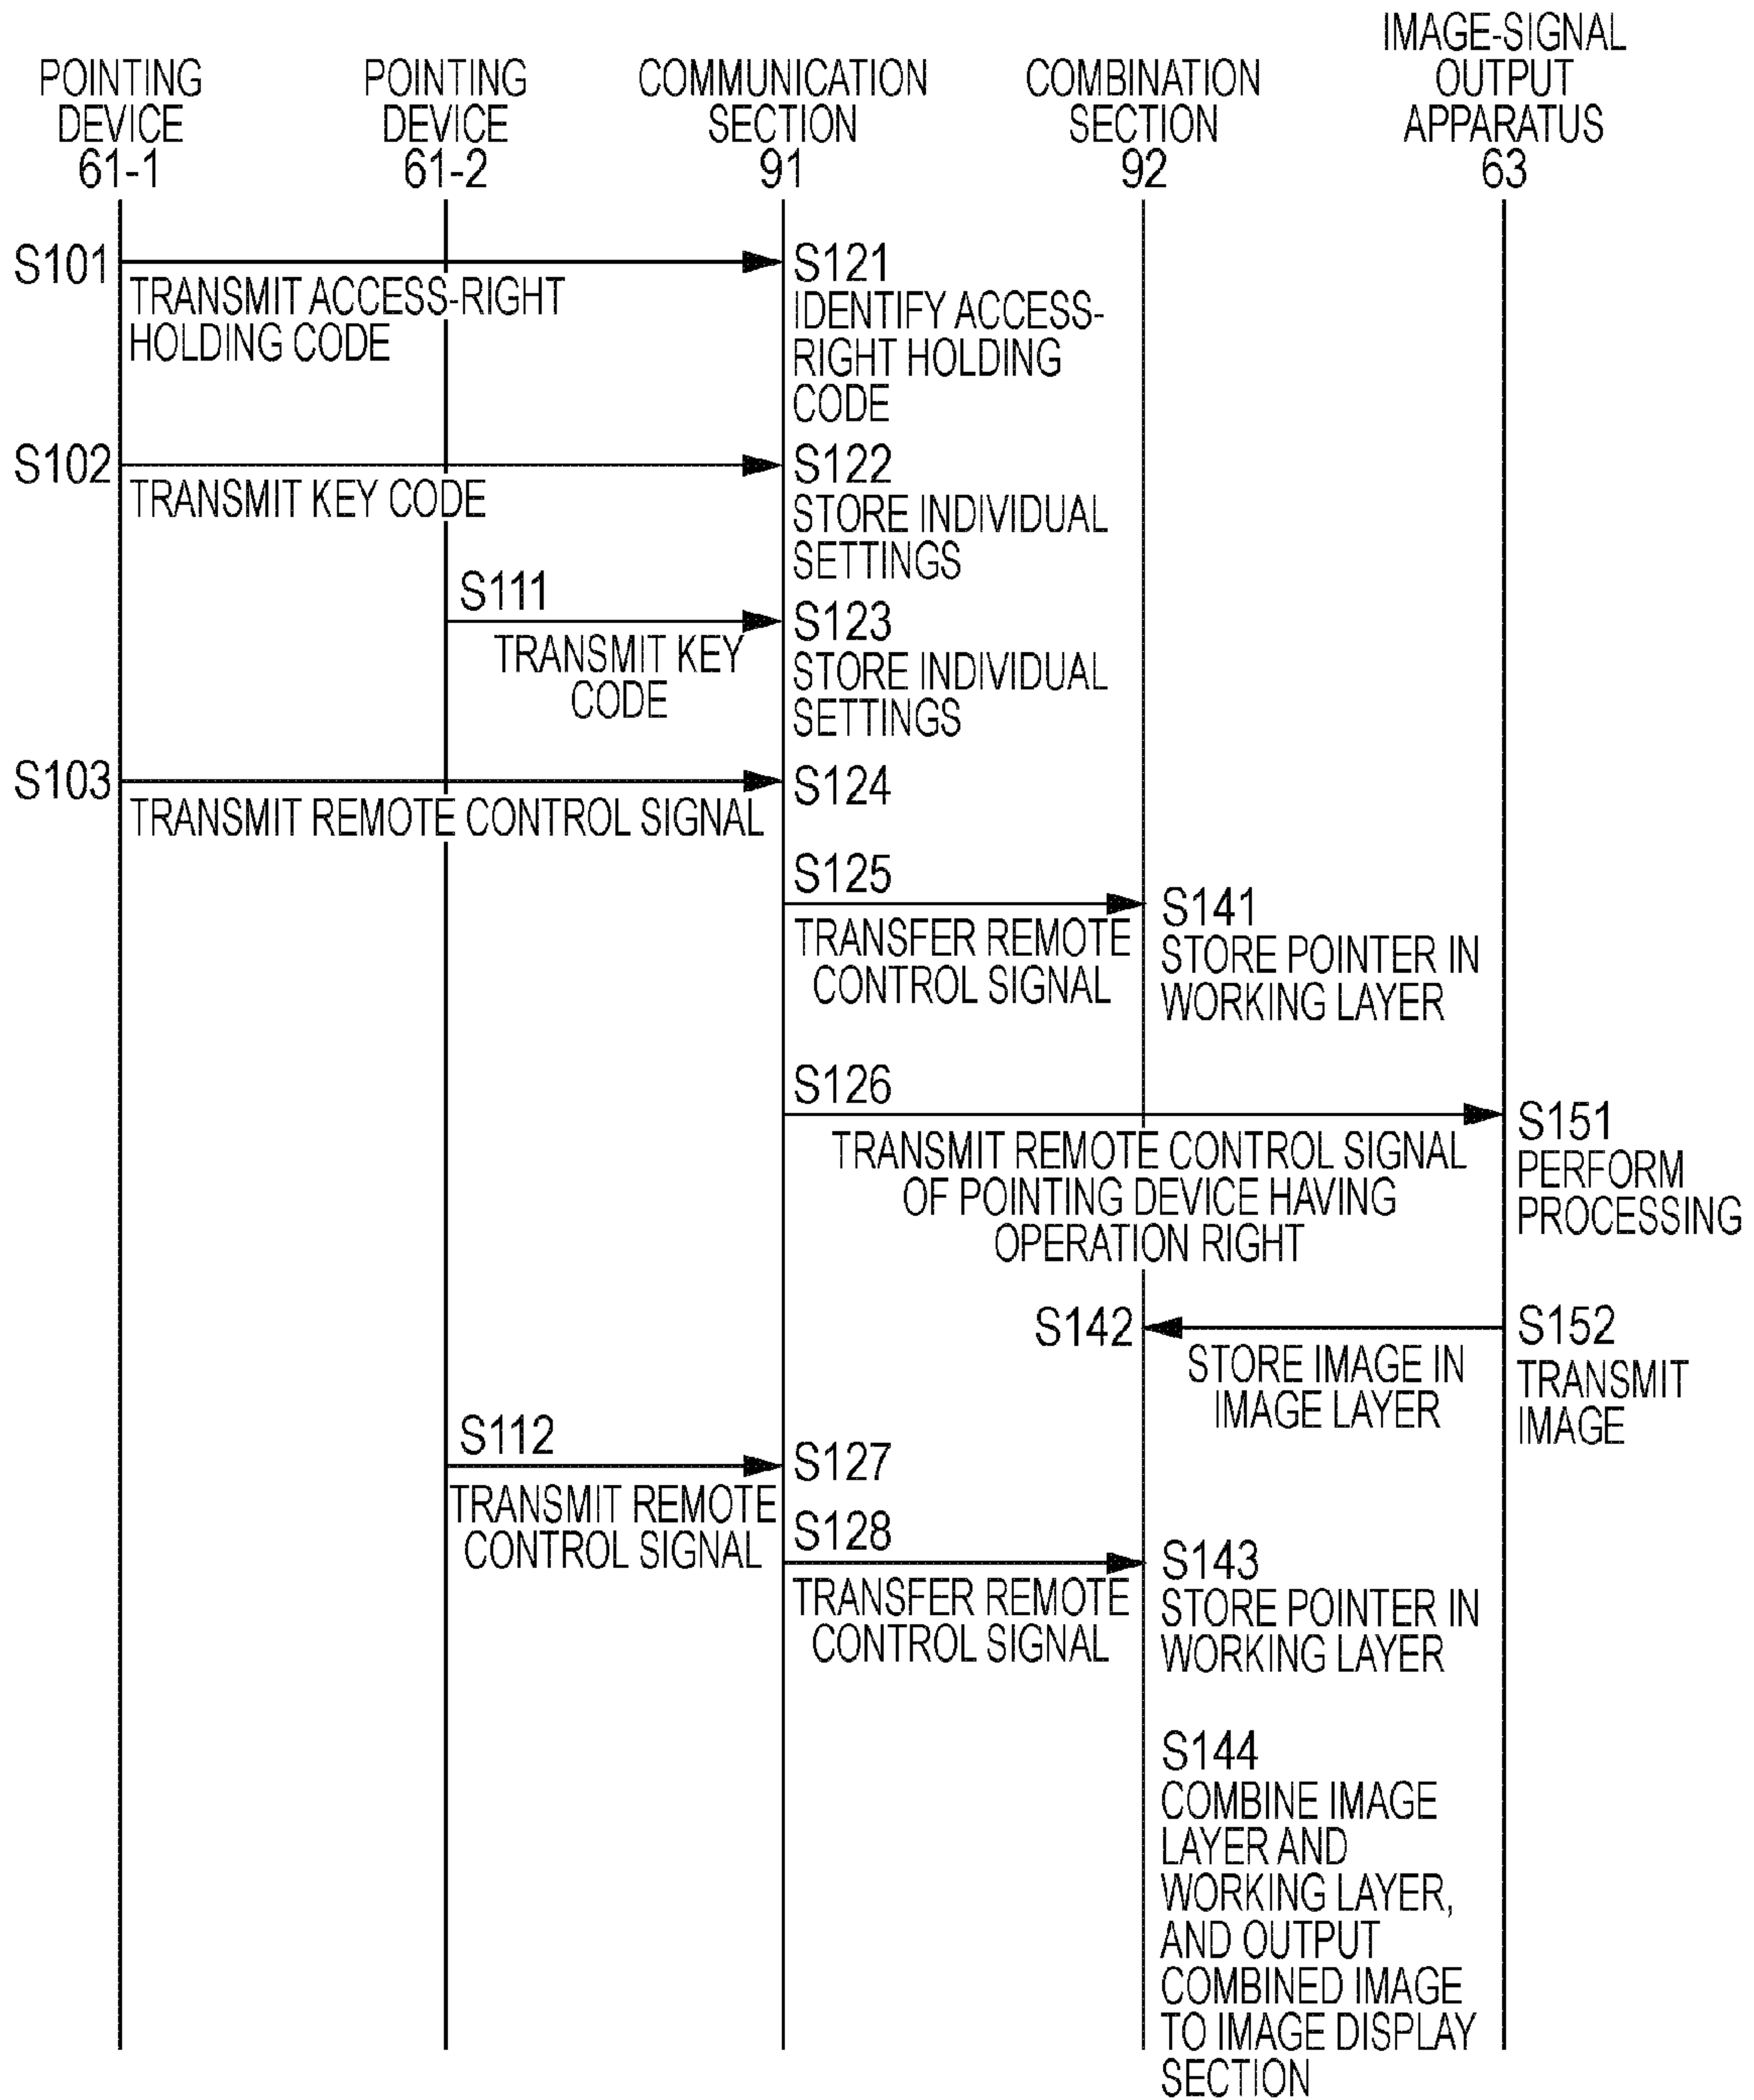 POINTING
DEVICE
61-1
POINTING
DEVICE
61-2
COMMUNICATION
SECTION
91
COMBINATION
SECTION
92
IMAGE-SIGNAL
OUTPUT
APPARATUS
63
S101
TRANSMIT ACCESS-RIGHT
HOLDING CODE
S121
IDENTIFY ACCESS-
RIGHT HOLDING
CODE
S102
TRANSMIT KEY CODE
S122
STORE INDIVIDUAL
SETTINGS
S111
TRANSMIT KEY
CODE
S123
STORE INDIVIDUAL
SETTINGS
S103
TRANSMIT REMOTE CONTROL SIGNAL
S124
S125
TRANSFER REMOTE
CONTROL SIGNAL
S141
STORE POINTER IN
WORKING LAYER
S126
TRANSMIT REMOTE CONTROL SIGNAL
OF POINTING DEVICE HAVING
OPERATION RIGHT
S151
PERFORM
PROCESSING
S142
STORE IMAGE IN
IMAGE LAYER
S152
TRANSMIT
IMAGE
S112
TRANSMIT REMOTE
CONTROL SIGNAL
S127
S128
TRANSFER REMOTE
CONTROL SIGNAL
S143
STORE POINTER IN
WORKING LAYER
S144
COMBINE IMAGE
LAYER AND
WORKING LAYER,
AND OUTPUT
COMBINED IMAGE
TO IMAGE DISPLAY
SECTION